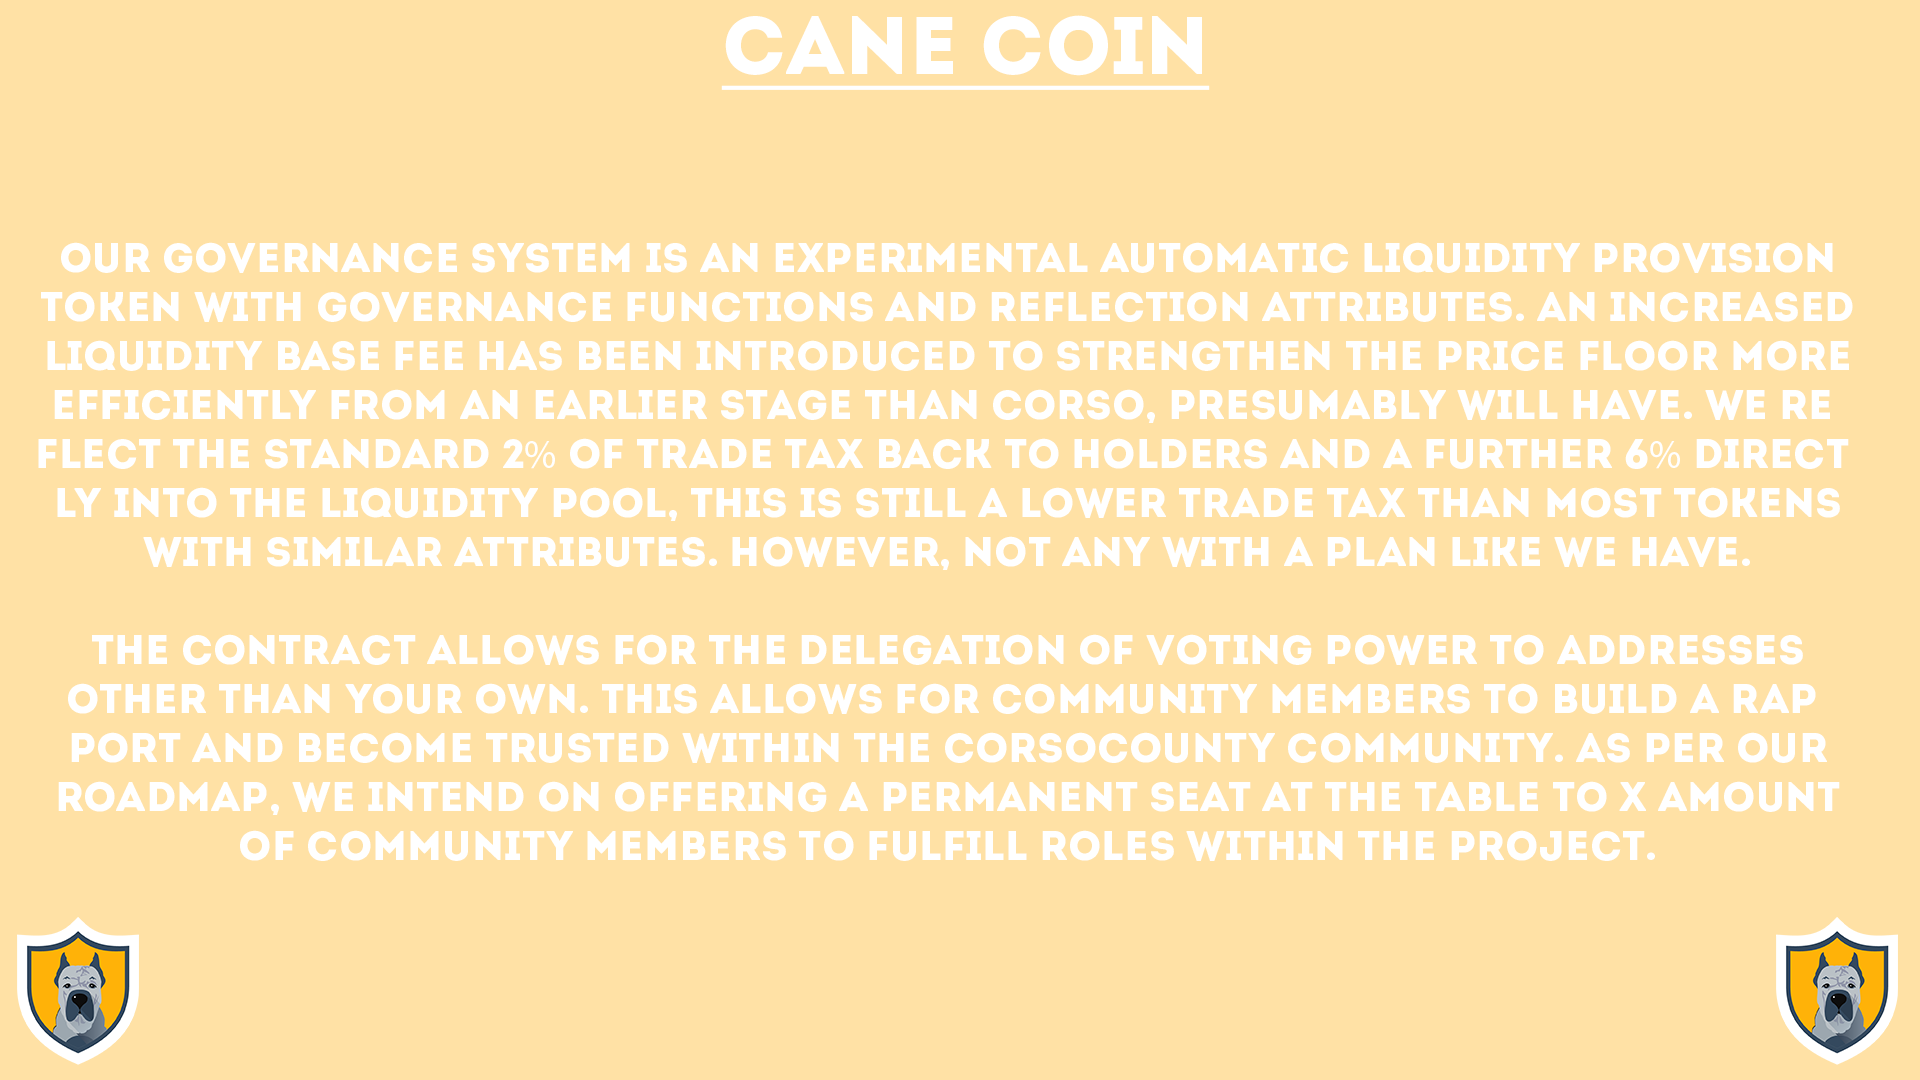 CANE COIN
OUR GOVERNANCE SYSTEM IS AN EXPERIMENTAL AUTOMATIC LIQUIDITY PROVISION
TOKEN WITH GOVERNANCE FUNCTIONS AND REFLECTION ATTRIBUTES. AN INCREASED
LIQUIDITY BASE FEE HAS BEEN INTRODUCED TO STRENGTHEN THE PRICE FLOOR MORE
EFFICIENTLY FROM AN EARLIER STAGE THAN CORSO, PRESUMABLY WILL HAVE. WE RE
FLECT THE STANDARD 2% OF TRADE TAX BACK TO HOLDERS AND A FURTHER 6% DIRECT
LY INTO THE LIQUIDITY POOL, THIS IS STILL A LOWER TRADE TAX THAN MOST TOKENS
WITH SIMILAR ATTRIBUTES. HOWEVER, NOT ANY WITH A PLAN LIKE WE HAVE.
THE CONTRACT ALLOWS FOR THE DELEGATION OF VOTING POWER TO ADDRESSES
OTHER THAN YOUR OWN. THIS ALLOWS FOR COMMUNITY MEMBERS TO BUILD A RAP
PORT AND BECOME TRUSTED WITHIN THE CORSOCOUNTY COMMUNITY. AS PER OUR
ROADMAP, WE INTEND ON OFFERING A PERMANENT SEAT AT THE TABLE TO X AMOUNT
OF COMMUNITY MEMBERS TO FULFILL ROLES WITHIN THE PROJECT.